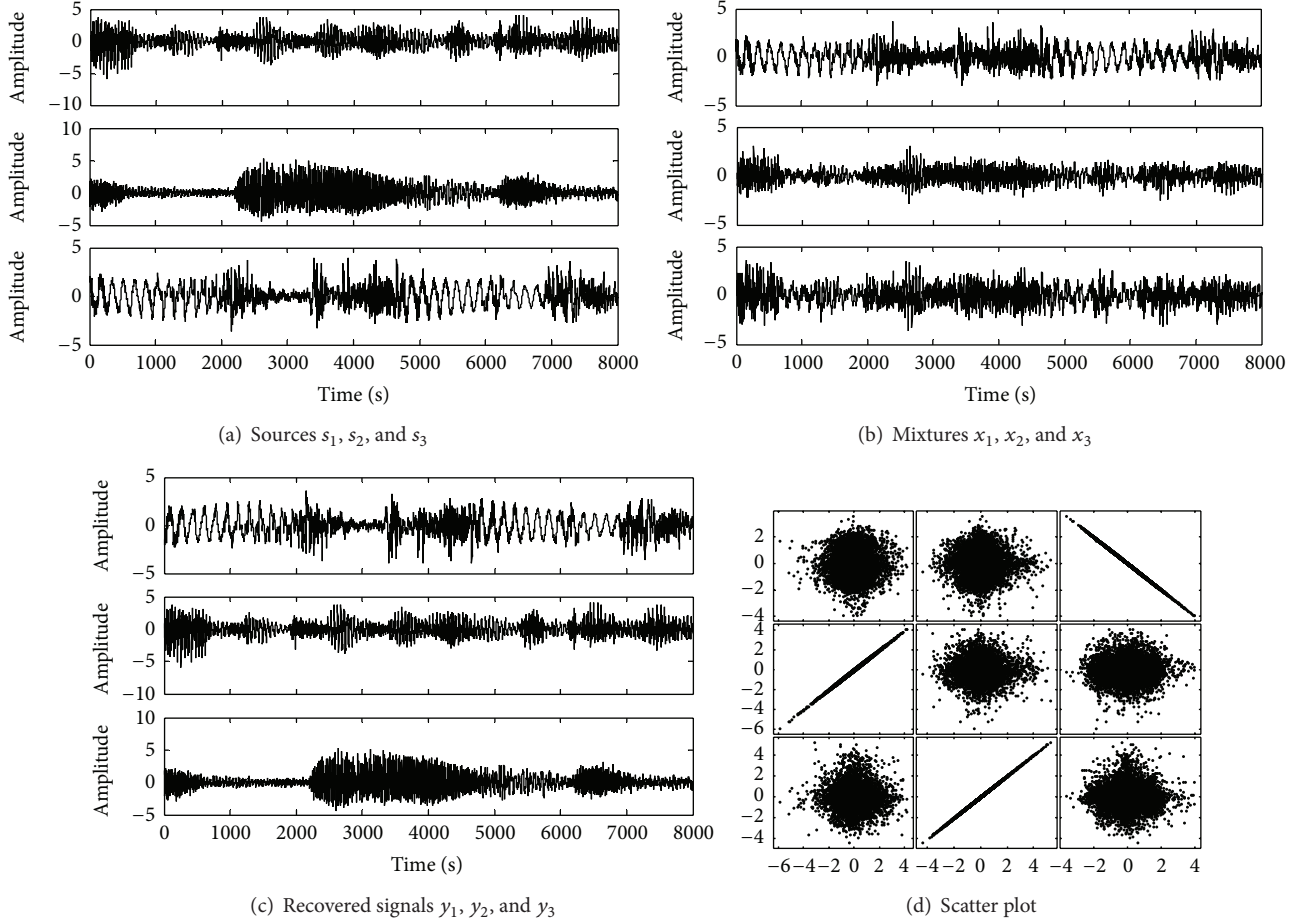 5
0
−5
−10
Amplitude
10
5
0
−5
Amplitude
5
0
−5
Amplitude
0 1000 2000 3000 4000 5000 6000 7000 8000
Time (s)
(a) Sources s1, s2, and s3
5
0
−5
Amplitude
5
0
−5
Amplitude
5
0
−5
Amplitude
0 1000 2000 3000 4000 5000 6000 7000 8000
Time (s)
(b) Mixtures x1, x2, and x3
5
0
−5
Amplitude
5
0
−5
−10
Amplitude
10
5
0
−5
Amplitude
0 1000 2000 3000 4000 5000 6000 7000 8000
Time (s)
(c) Recovered signals y1, y2, and y3
2
0
−2
−4
4
2
0
−2
−4
−6
4
2
0
−2
−4
−6 −4 −2 0 2 4 −4 −2 0 2 4 −4 −2 0 2 4
(d) Scatter plot